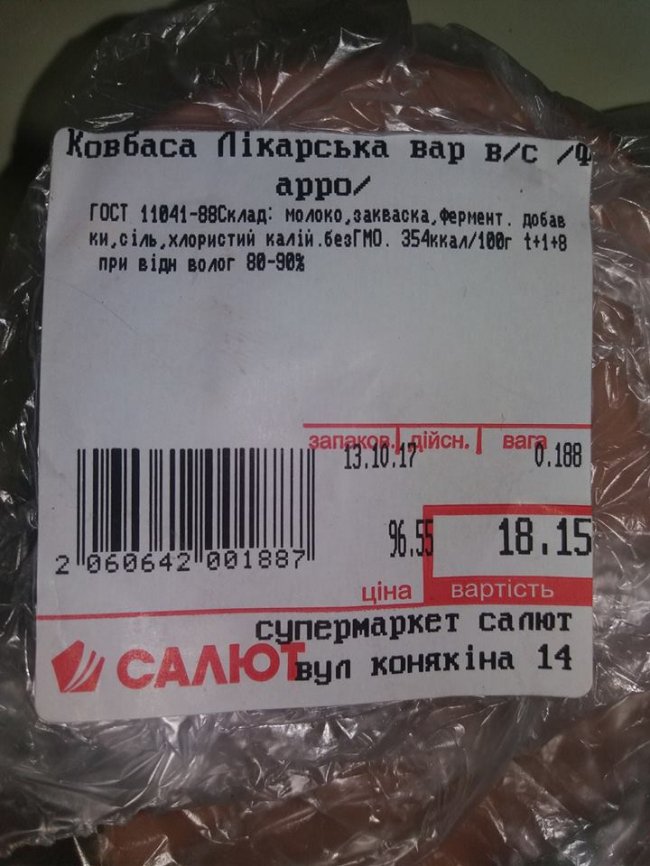 Ковбаса Лікарська вар в/с /Ф
арро/
ГОСТ 11041-88Склад: молоко,закваска,фермент. добав
ки,сіль,хлористий калій.безГМО. 354ккал/100г t+1+8
при відн волог 80-90%
запаков. дійсн. вага
13.10.17 0.188
96.55 18.15
2 060642 001887
ціна вартість
супермаркет салют
САЛЮТ вул конякіна 14